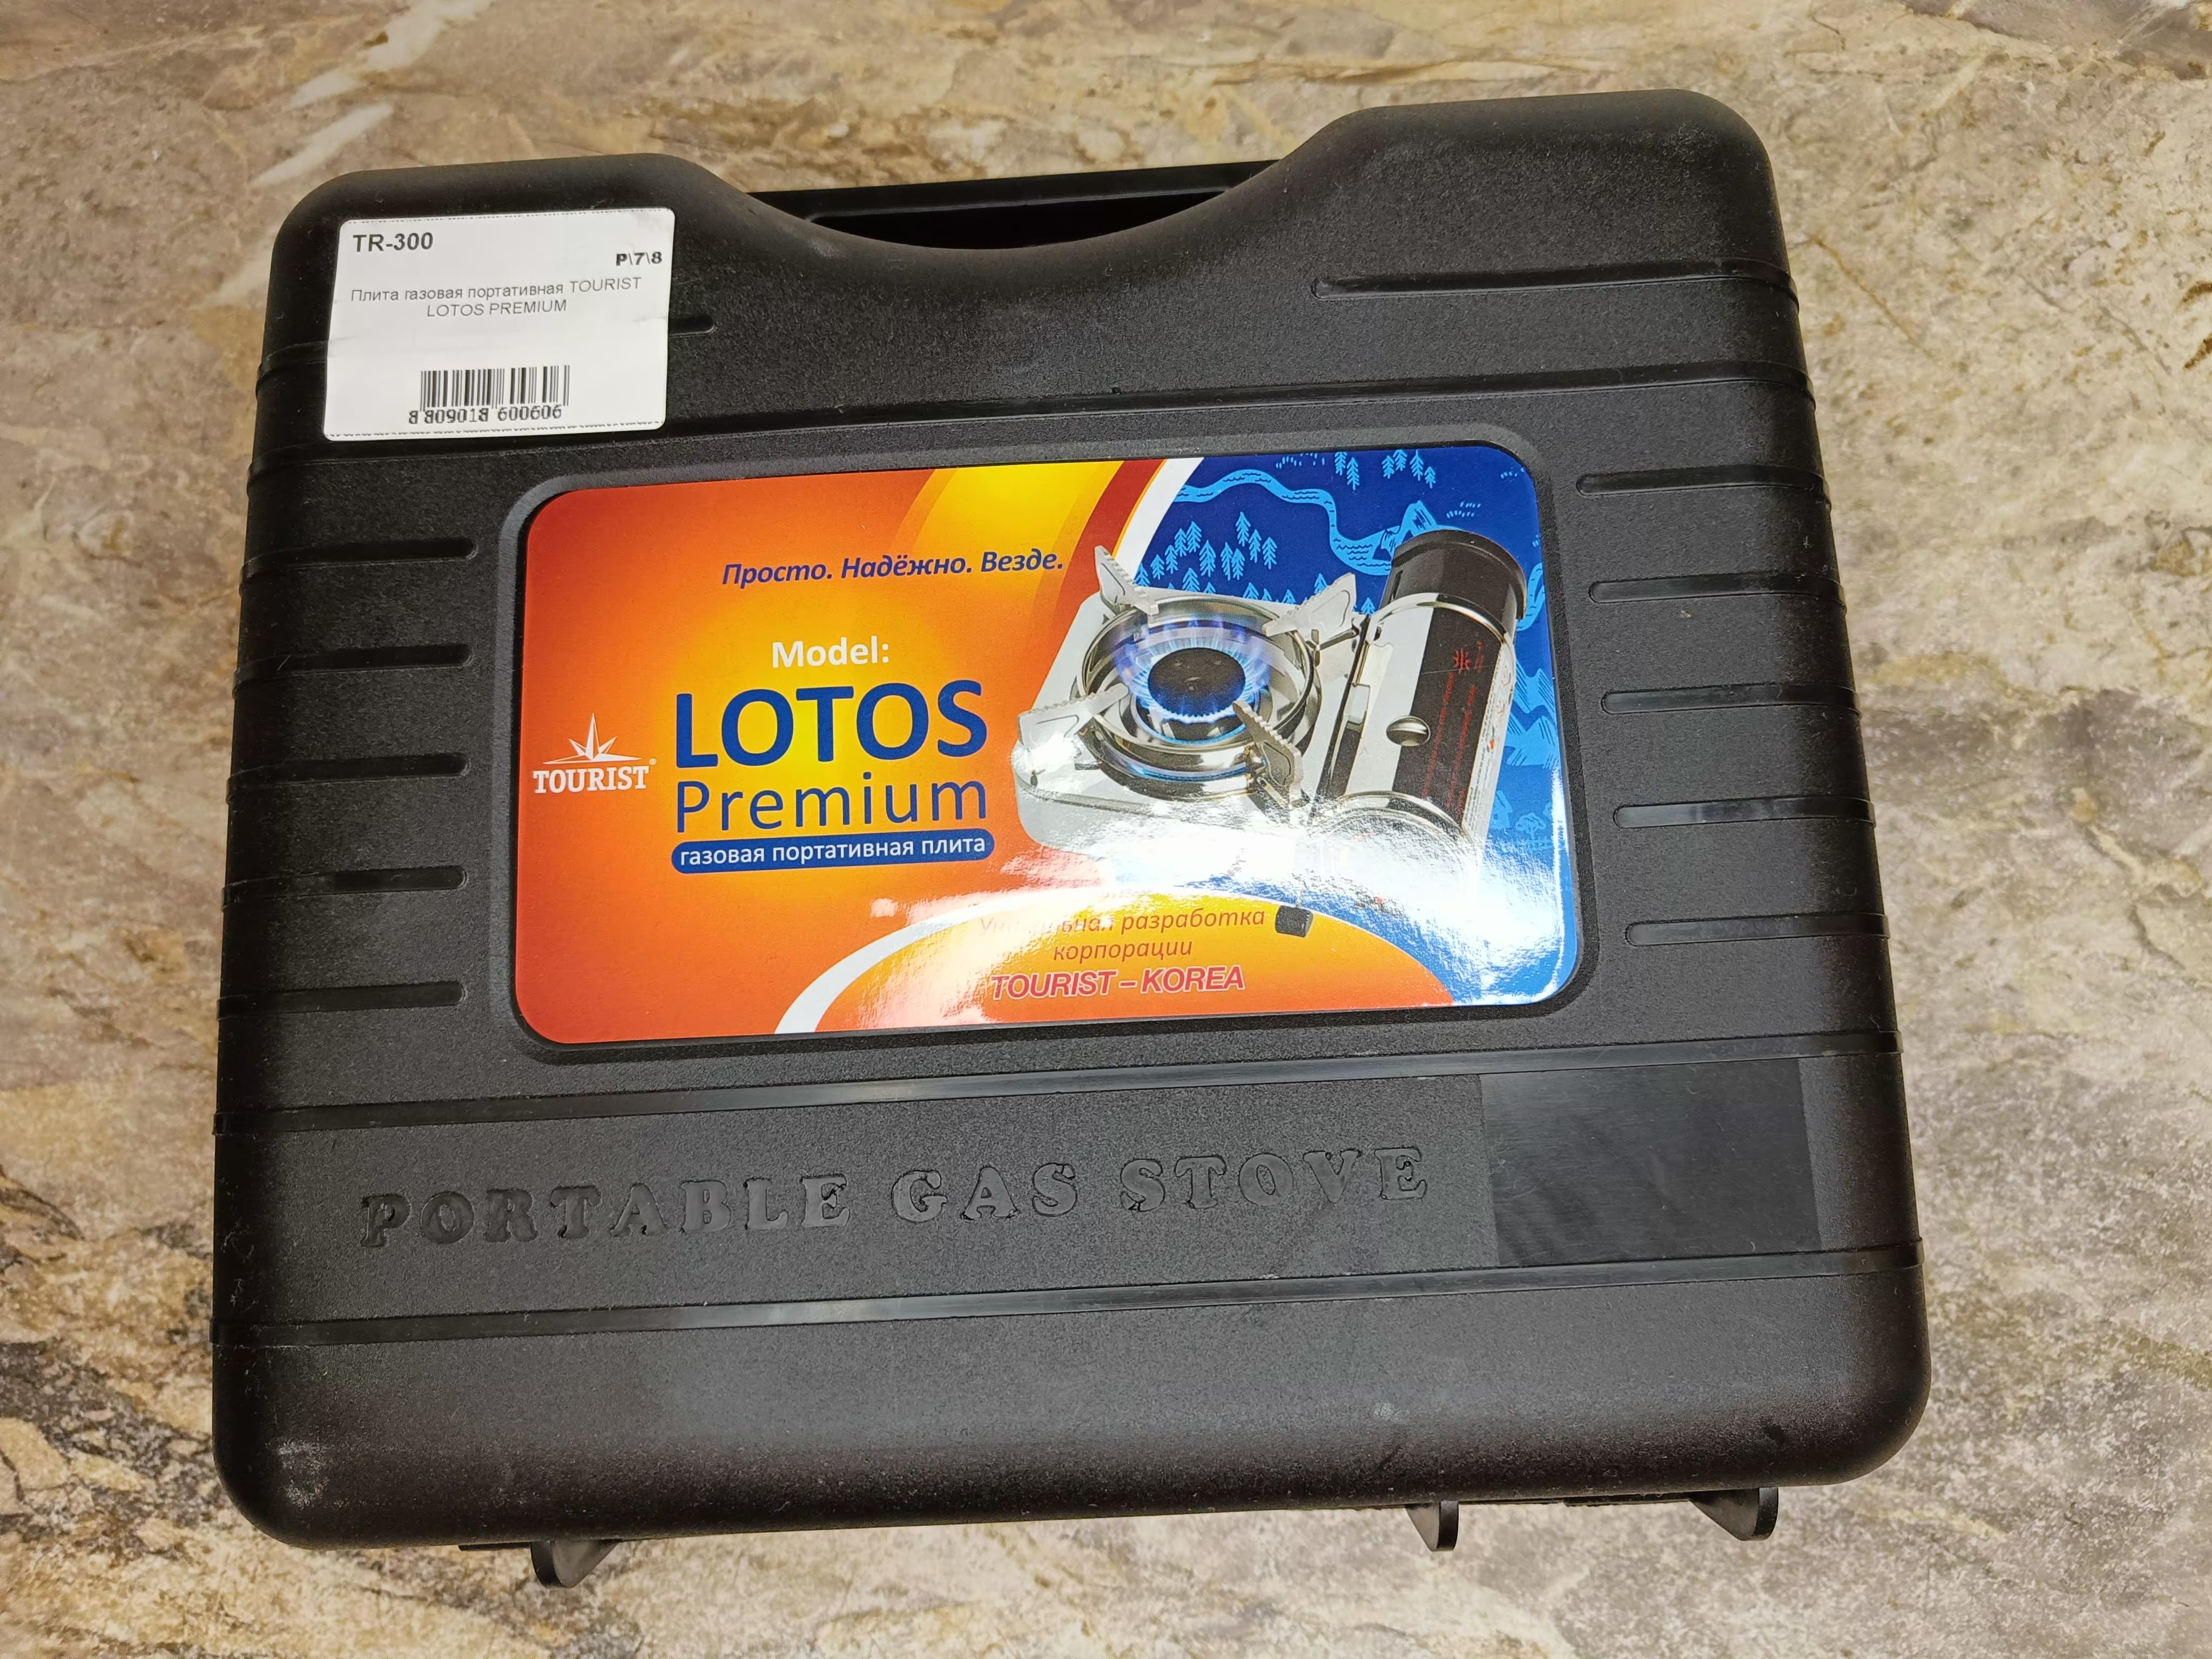 TR-300
P\7\8
Плита газовая портативная TOURIST
LOTOS PREMIUM
8 809018 600606
Просто. Надёжно. Везде.
Model:
LOTOS
Premium
газовая портативная плита
TOURIST®
разработка
корпорации
TOURIST – KOREA
PORTABLE GAS STOVE